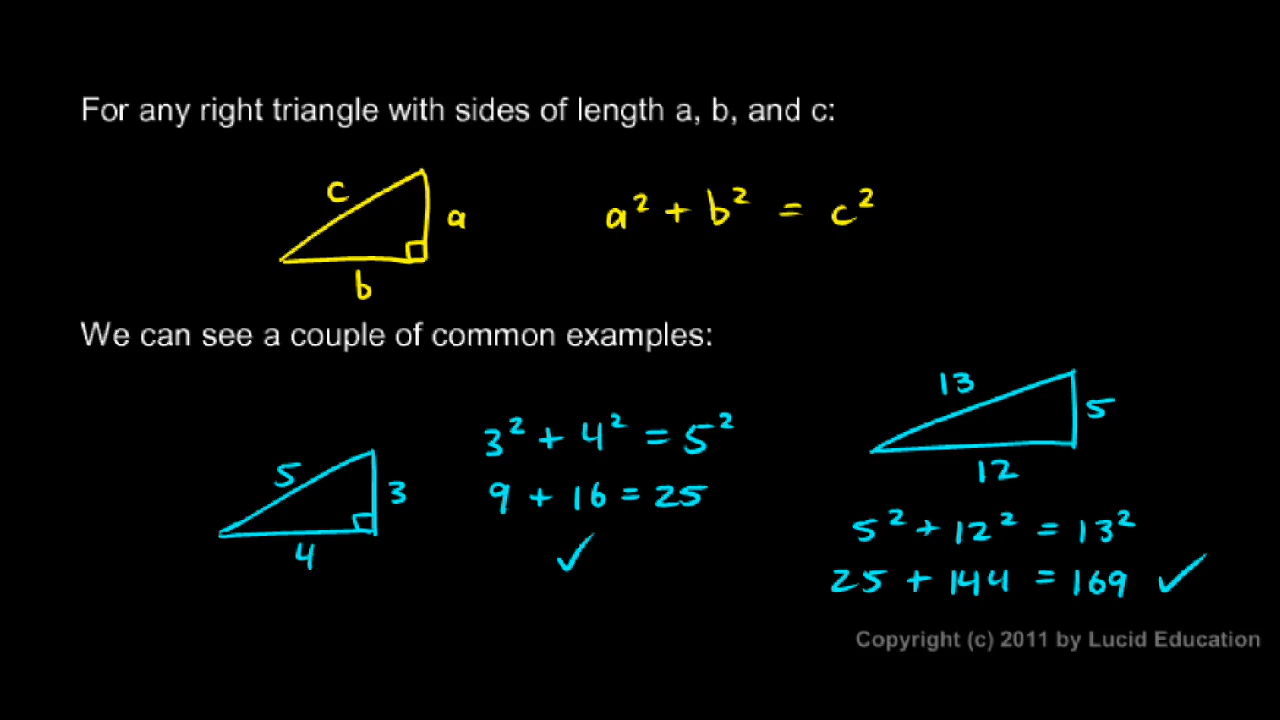 For any right triangle with sides of length a, b, and c:
c
a
b
a² + b² = c²
We can see a couple of common examples:
5
3
4
3² + 4² = 5²
9 + 16 = 25
✓
13
5
12
5² + 12² = 13²
25 + 144 = 169 ✓
Copyright (c) 2011 by Lucid Education